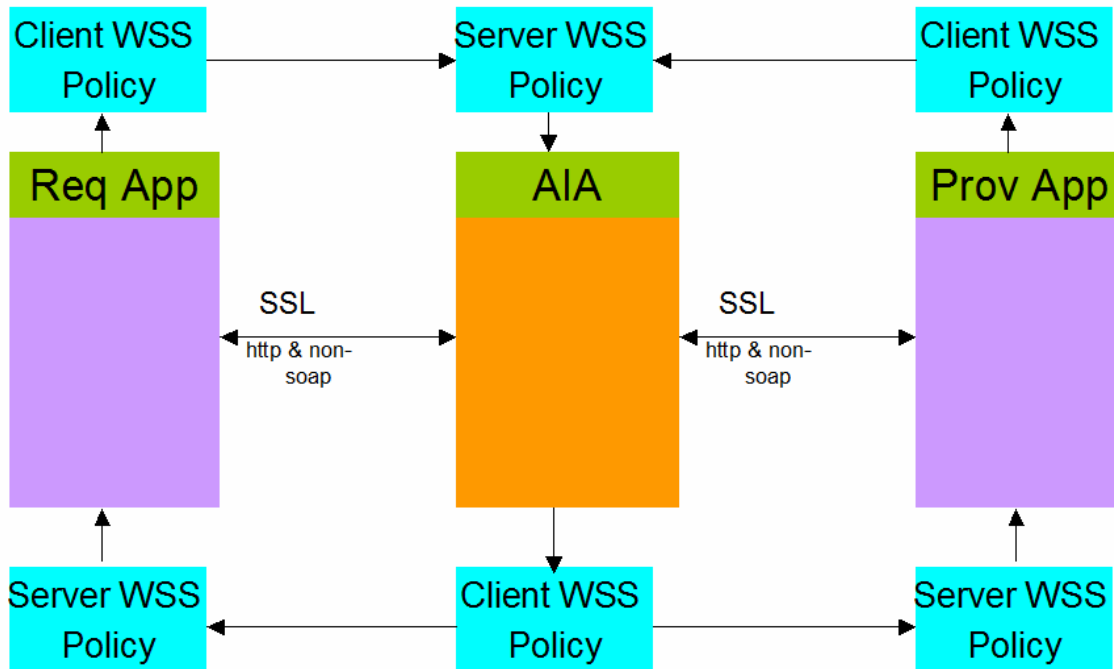 Client WSS
Policy
Server WSS
Policy
Client WSS
Policy
Req App
AIA
Prov App
SSL
http & non-
soap
SSL
http & non-
soap
Server WSS
Policy
Client WSS
Policy
Server WSS
Policy